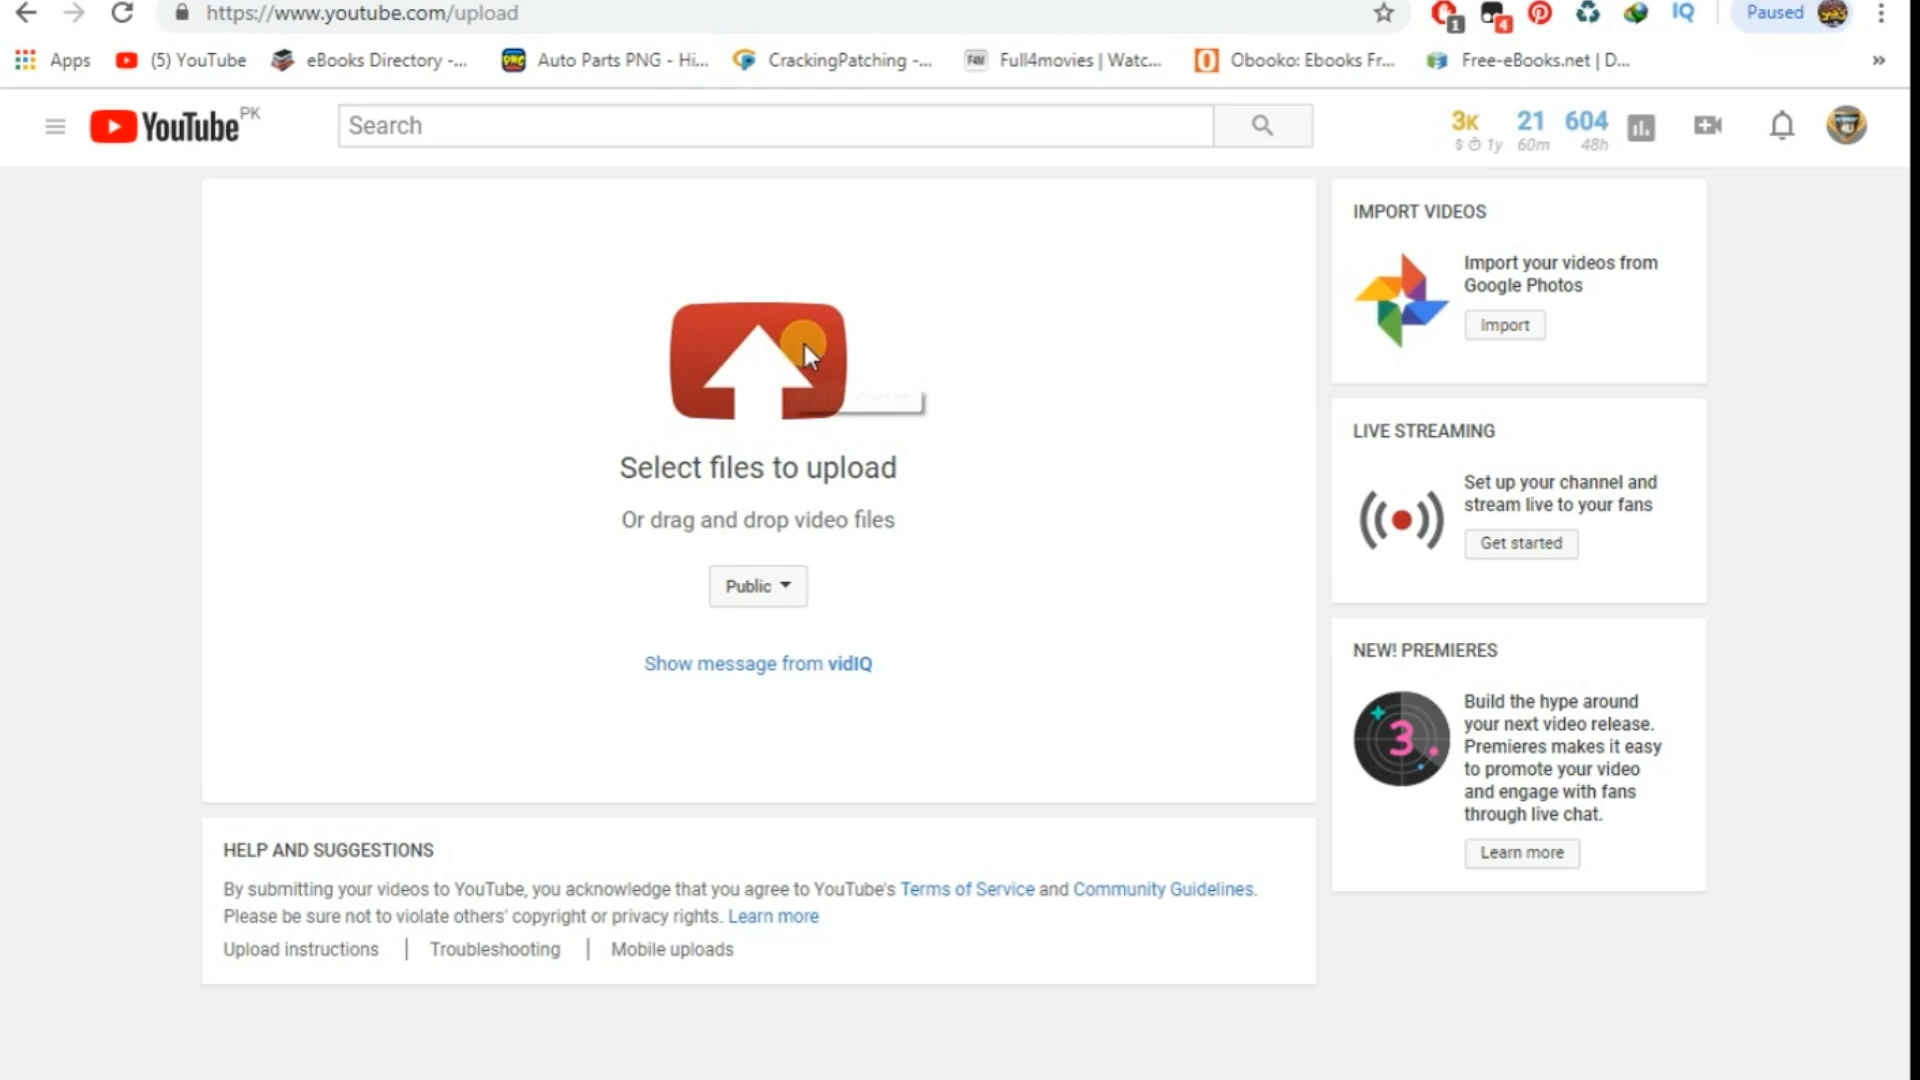 https://www.youtube.com/upload
1
4
IQ
Paused
Apps
(5) YouTube
eBooks Directory -...
Auto Parts PNG - Hi...
CrackingPatching -...
Full4movies | Watc...
Obooko: Ebooks Fr...
Free-eBooks.net | D...
»
YouTube PK
Search
3K 21 604
$ 1y 60m 48h
Select files to upload
Or drag and drop video files
Public
Show message from vidIQ
IMPORT VIDEOS
Import your videos from
Google Photos
Import
LIVE STREAMING
Set up your channel and
stream live to your fans
Get started
NEW! PREMIERES
3
Build the hype around
your next video release.
Premieres makes it easy
to promote your video
and engage with fans
through live chat.
Learn more
HELP AND SUGGESTIONS
By submitting your videos to YouTube, you acknowledge that you agree to YouTube's Terms of Service and Community Guidelines.
Please be sure not to violate others' copyright or privacy rights. Learn more
Upload instructions | Troubleshooting | Mobile uploads